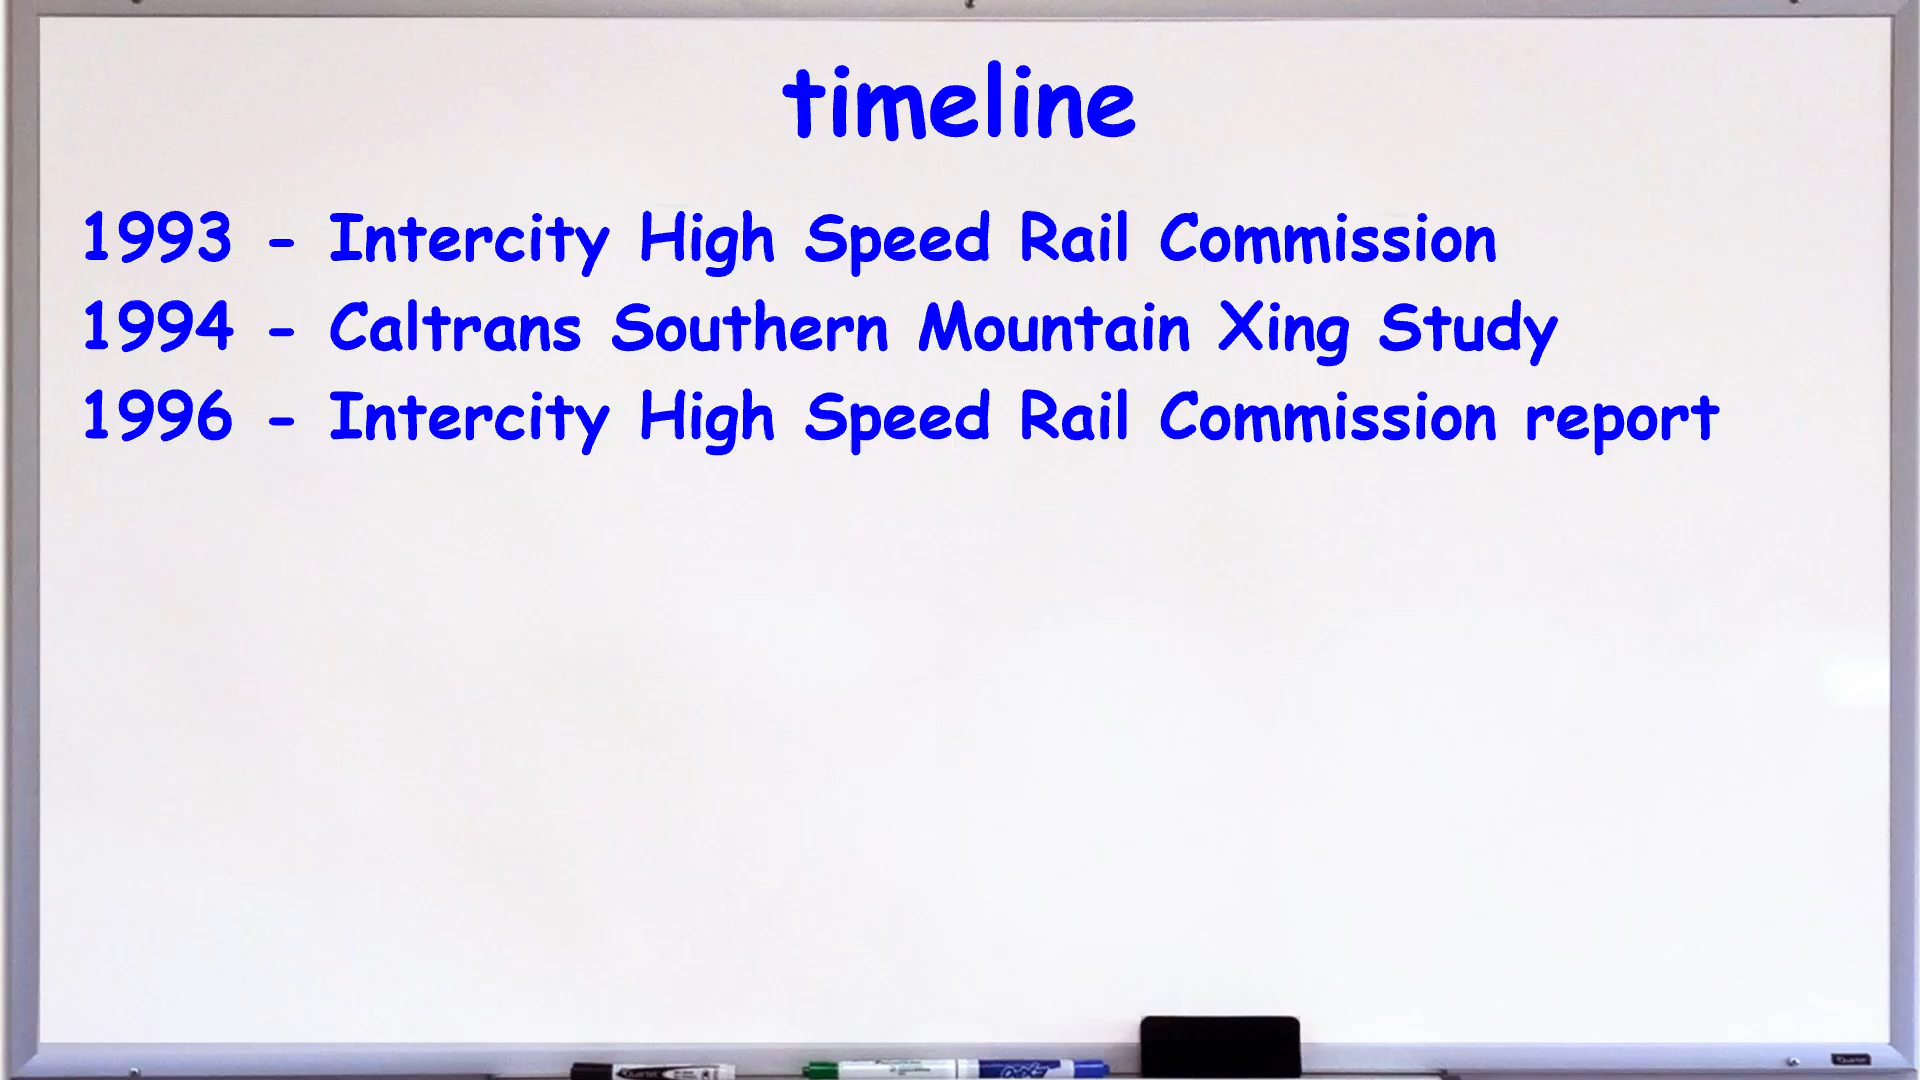 timeline
1993 - Intercity High Speed Rail Commission
1994 - Caltrans Southern Mountain Xing Study
1996 - Intercity High Speed Rail Commission report